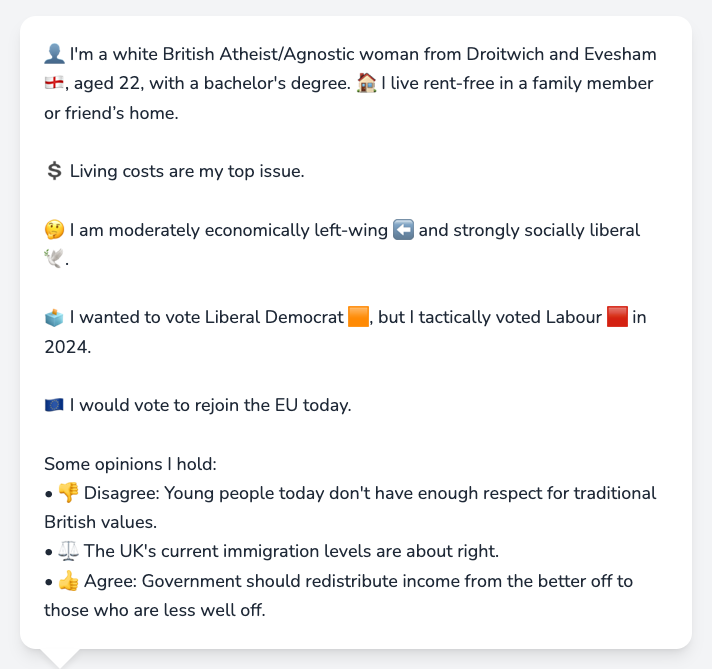 👤 I'm a white British Atheist/Agnostic woman from Droitwich and Evesham
🏴󠁧󠁢󠁥󠁮󠁧󠁿, aged 22, with a bachelor's degree. 🏠 I live rent-free in a family member
or friend’s home.
💲 Living costs are my top issue.
🤔 I am moderately economically left-wing ⬅️ and strongly socially liberal
🕊️.
🗳️ I wanted to vote Liberal Democrat 🟧, but I tactically voted Labour 🟥 in
2024.
🇪🇺 I would vote to rejoin the EU today.
Some opinions I hold:
• 👎 Disagree: Young people today don't have enough respect for traditional
British values.
• ⚖️ The UK's current immigration levels are about right.
• 👍 Agree: Government should redistribute income from the better off to
those who are less well off.